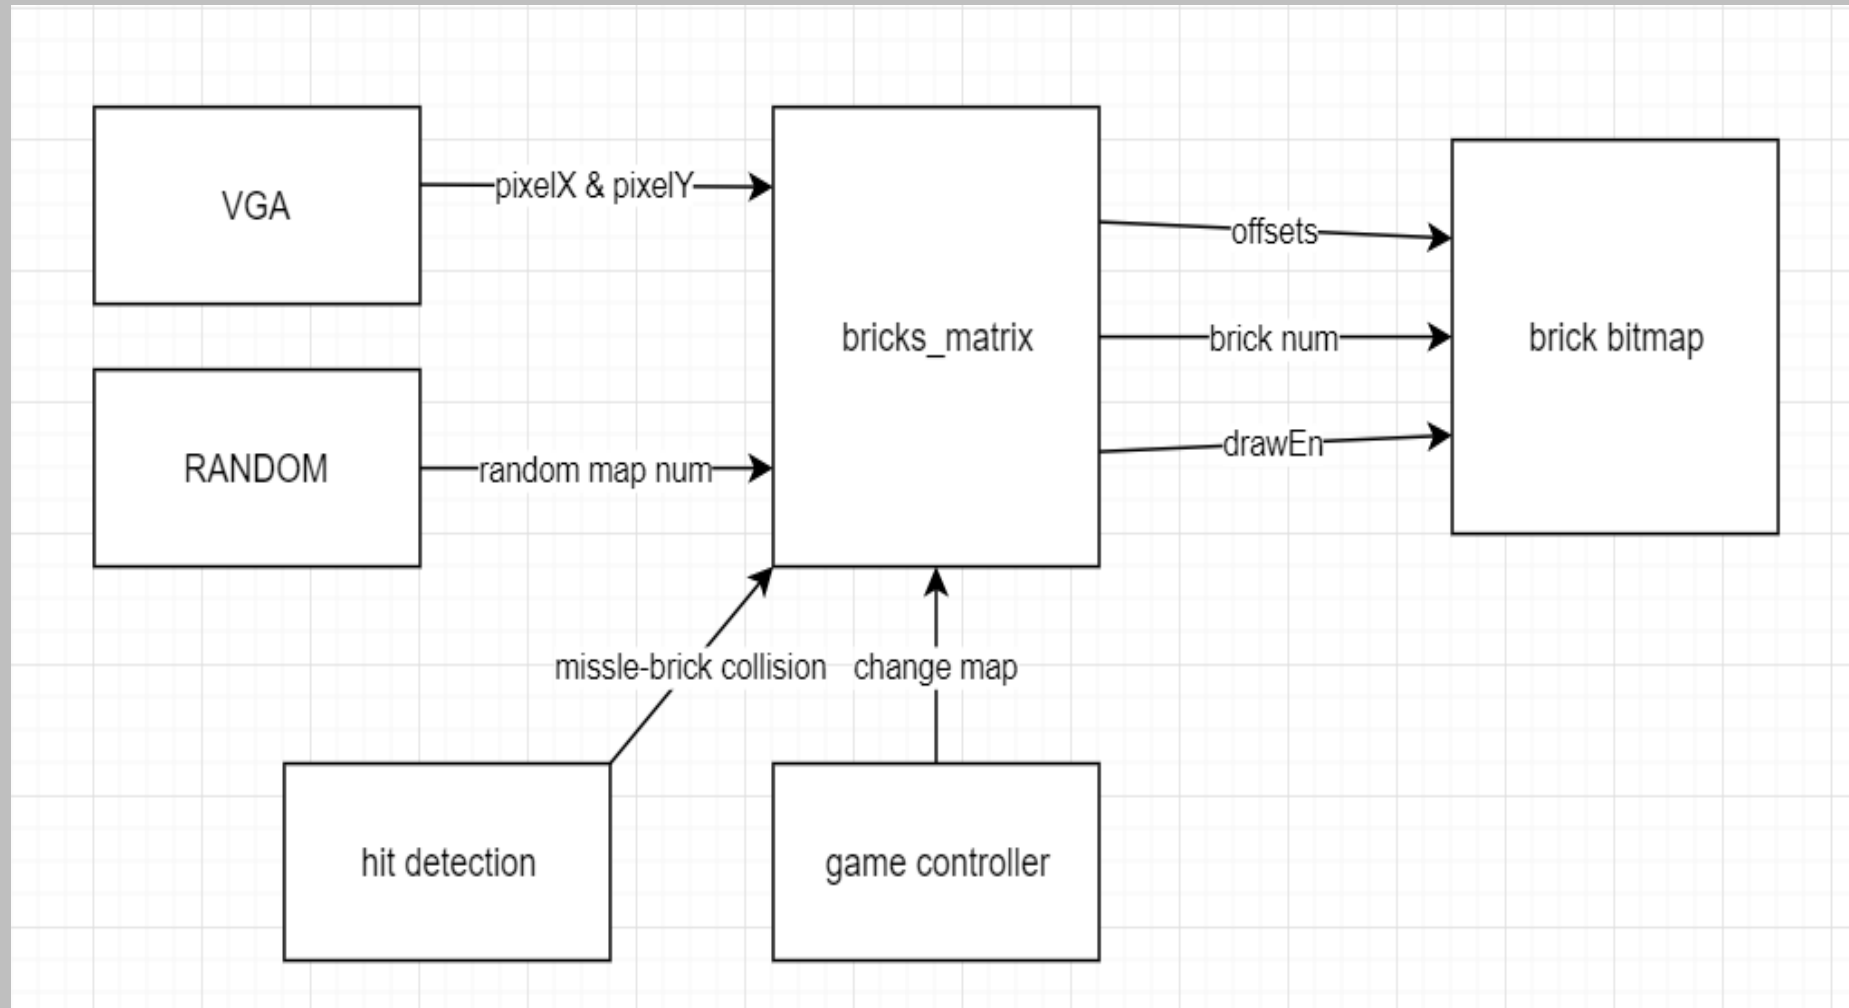 VGA
pixelX & pixelY
offsets
bricks_matrix
brick num
brick bitmap
drawEn
RANDOM
random map num
missle-brick collision
change map
hit detection
game controller